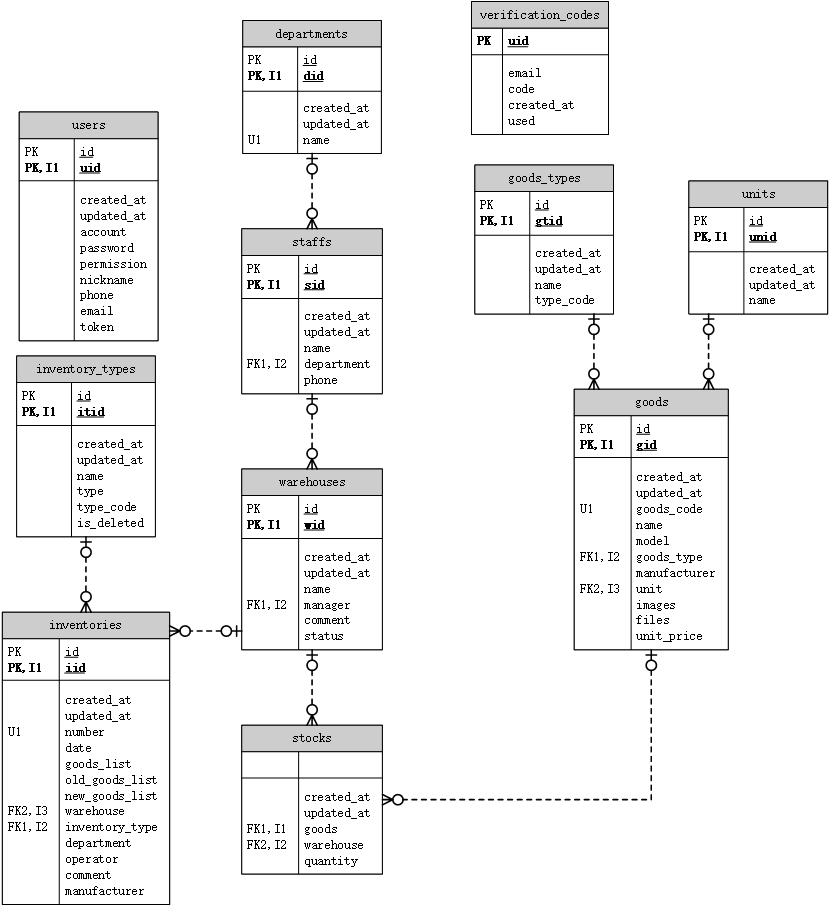 verification_codes
PK uid
email
code
created_at
used
departments
PK id
PK, I1 did
created_at
updated_at
U1 name
users
PK id
PK, I1 uid
created_at
updated_at
account
password
permission
nickname
phone
email
token
goods_types
PK id
PK, I1 gtid
created_at
updated_at
name
type_code
units
PK id
PK, I1 unid
created_at
updated_at
name
staffs
PK id
PK, I1 sid
created_at
updated_at
name
FK1, I2 department
phone
inventory_types
PK id
PK, I1 itid
created_at
updated_at
name
type
type_code
is_deleted
goods
PK id
PK, I1 gid
created_at
updated_at
U1 goods_code
name
model
FK1, I2 goods_type
manufacturer
FK2, I3 unit
images
files
unit_price
warehouses
PK id
PK, I1 wid
created_at
updated_at
name
FK1, I2 manager
comment
status
inventories
PK id
PK, I1 iid
created_at
updated_at
U1 number
date
goods_list
old_goods_list
new_goods_list
FK2, I3 warehouse
FK1, I2 inventory_type
department
operator
comment
manufacturer
stocks
created_at
updated_at
FK1, I1 goods
FK2, I2 warehouse
quantity